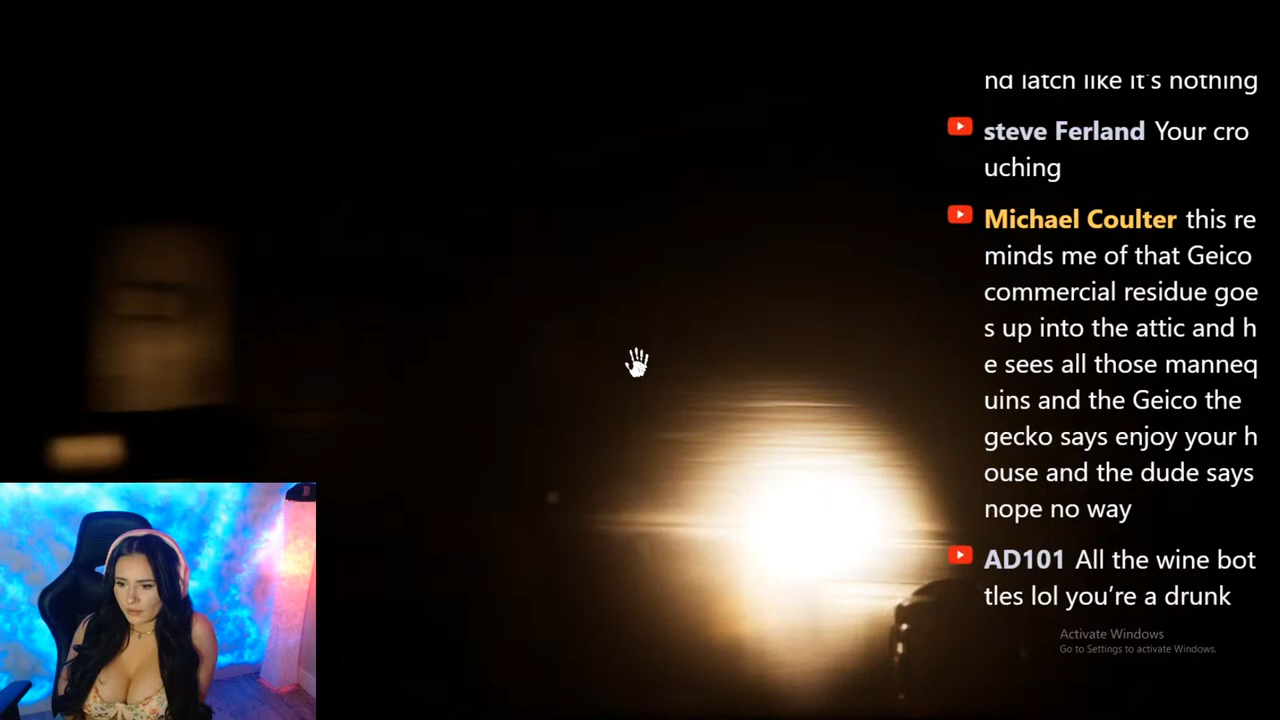 nd latch like it's nothing
steve Ferland Your cro
uching
Michael Coulter this re
minds me of that Geico
commercial residue goe
s up into the attic and h
e sees all those manneq
uins and the Geico the
gecko says enjoy your h
ouse and the dude says
nope no way
AD101 All the wine bot
tles lol you’re a drunk
Activate Windows
Go to Settings to activate Windows.